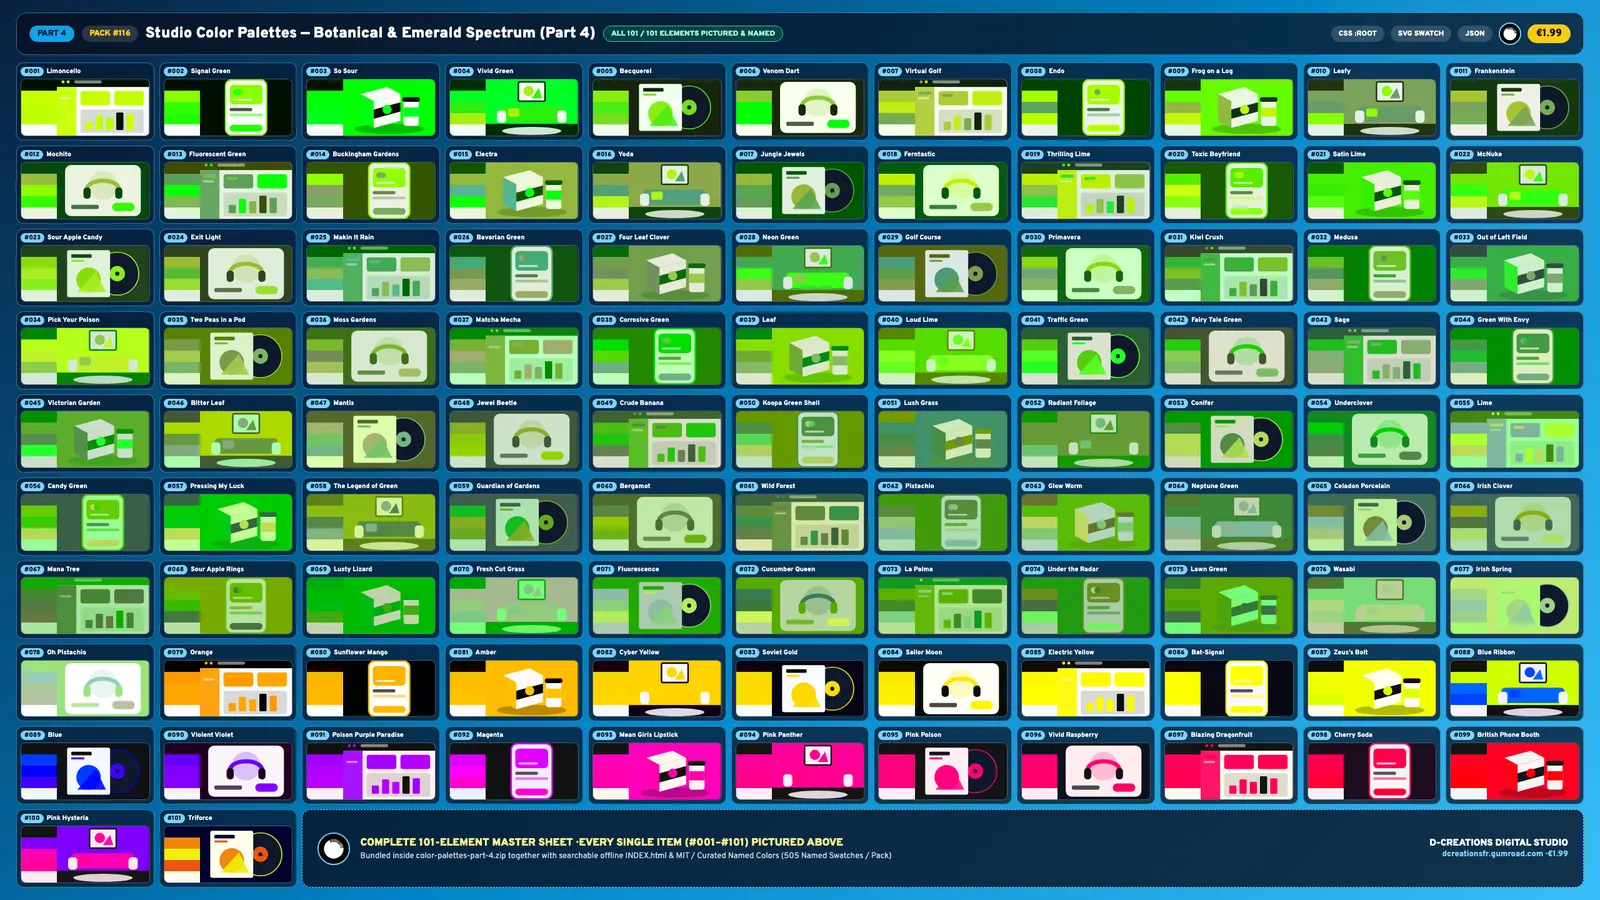 PART 4 PACK #116 Studio Color Palettes – Botanical & Emerald Spectrum (Part 4) ALL 101 / 101 ELEMENTS PICTURED & NAMED CSS :ROOT SVG SWATCH JSON €1.99
#001 Limoncello #002 Signal Green #003 So Sour #004 Vivid Green #005 Becquerel #006 Venom Dart #007 Virtual Golf #008 Endo #009 Frog on a Log #010 Leafy #011 Frankenstein
#012 Mochito #013 Fluorescent Green #014 Buckingham Gardens #015 Electra #016 Yoda #017 Jungle Jewels #018 Ferntastic #019 Thrilling Lime #020 Toxic Boyfriend #021 Satin Lime #022 McNuke
#023 Sour Apple Candy #024 Exit Light #025 Makin It Rain #026 Bavarian Green #027 Four Leaf Clover #028 Neon Green #029 Golf Course #030 Primavera #031 Kiwi Crush #032 Medusa #033 Out of Left Field
#034 Pick Your Poison #035 Two Peas in a Pod #036 Moss Gardens #037 Matcha Mecha #038 Corrosive Green #039 Leaf #040 Loud Lime #041 Traffic Green #042 Fairy Tale Green #043 Sage #044 Green With Envy
#045 Victorian Garden #046 Bitter Leaf #047 Mantis #048 Jewel Beetle #049 Crude Banana #050 Koopa Green Shell #051 Lush Grass #052 Radiant Foliage #053 Conifer #054 Underclover #055 Lime
#056 Candy Green #057 Pressing My Luck #058 The Legend of Green #059 Guardian of Gardens #060 Bergamot #061 Wild Forest #062 Pistachio #063 Glow Worm #064 Neptune Green #065 Celadon Porcelain #066 Irish Clover
#067 Mana Tree #068 Sour Apple Rings #069 Lusty Lizard #070 Fresh Cut Grass #071 Fluorescence #072 Cucumber Queen #073 La Palma #074 Under the Radar #075 Lawn Green #076 Wasabi #077 Irish Spring
#078 Oh Pistachio #079 Orange #080 Sunflower Mango #081 Amber #082 Cyber Yellow #083 Soviet Gold #084 Sailor Moon #085 Electric Yellow #086 Bat-Signal #087 Zeus's Bolt #088 Blue Ribbon
#089 Blue #090 Violent Violet #091 Poison Purple Paradise #092 Magenta #093 Mean Girls Lipstick #094 Pink Panther #095 Pink Poison #096 Vivid Raspberry #097 Blazing Dragonfruit #098 Cherry Soda #099 British Phone Booth
#100 Pink Hysteria #101 Triforce
COMPLETE 101-ELEMENT MASTER SHEET · EVERY SINGLE ITEM (#001–#101) PICTURED ABOVE
Bundled inside color-palettes-part-4.zip together with searchable offline INDEX.html & MIT / Curated Named Colors (505 Named Swatches / Pack)
D-CREATIONS DIGITAL STUDIO
dcreationsfr.gumroad.com · €1.99